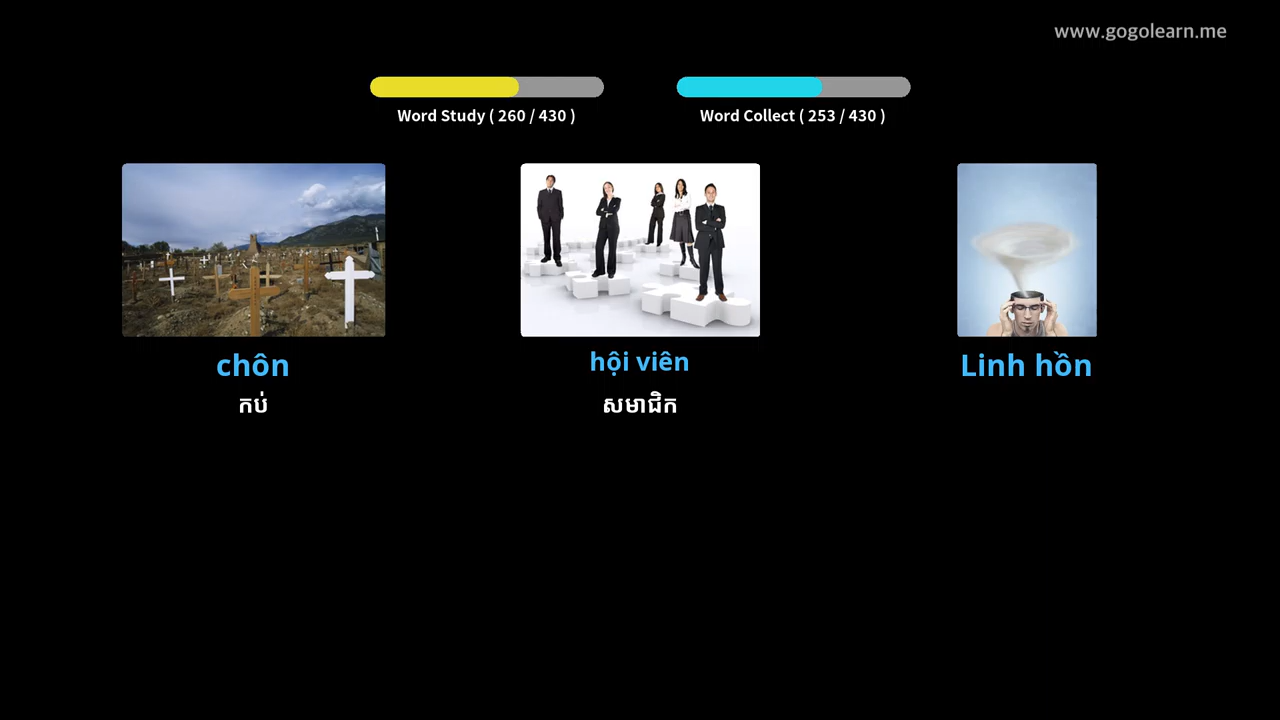 www.gogolearn.me
Word Study ( 260 / 430 )
Word Collect ( 253 / 430 )
chôn
hội viên
Linh hồn
កប់
សមាជិក